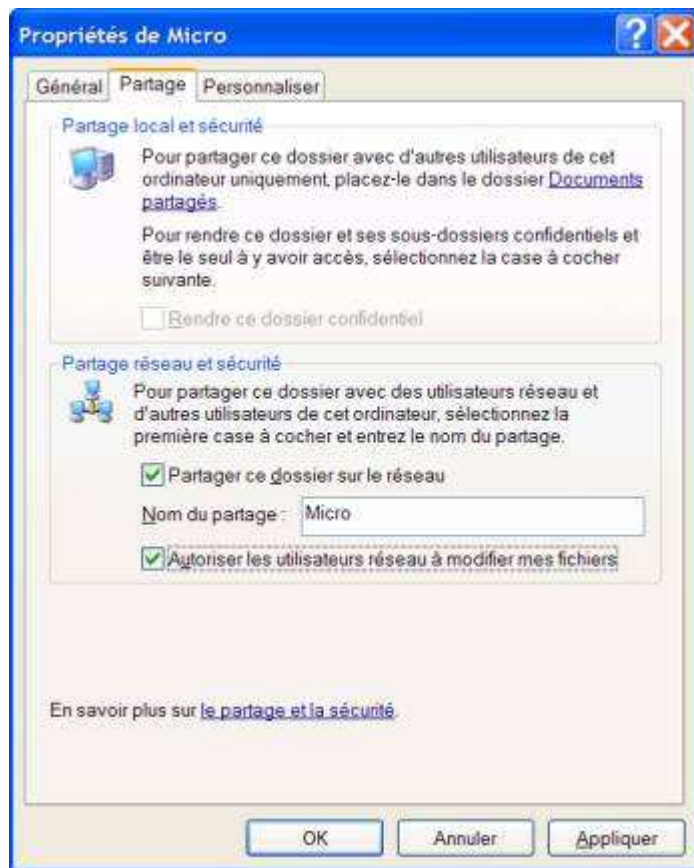 Propriétés de Micro
Général
Partage
Personnaliser
Partage local et sécurité
Pour partager ce dossier avec d'autres utilisateurs de cet
ordinateur uniquement, placez-le dans le dossier Documents
partagés.
Pour rendre ce dossier et ses sous-dossiers confidentiels et
être le seul à y avoir accès, sélectionnez la case à cocher
suivante.
Rendre ce dossier confidentiel
Partage réseau et sécurité
Pour partager ce dossier avec des utilisateurs réseau et
d'autres utilisateurs de cet ordinateur, sélectionnez la
première case à cocher et entrez le nom du partage.
Partager ce dossier sur le réseau
Nom du partage : Micro
Autoriser les utilisateurs réseau à modifier mes fichiers
En savoir plus sur le partage et la sécurité.
OK
Annuler
Appliquer